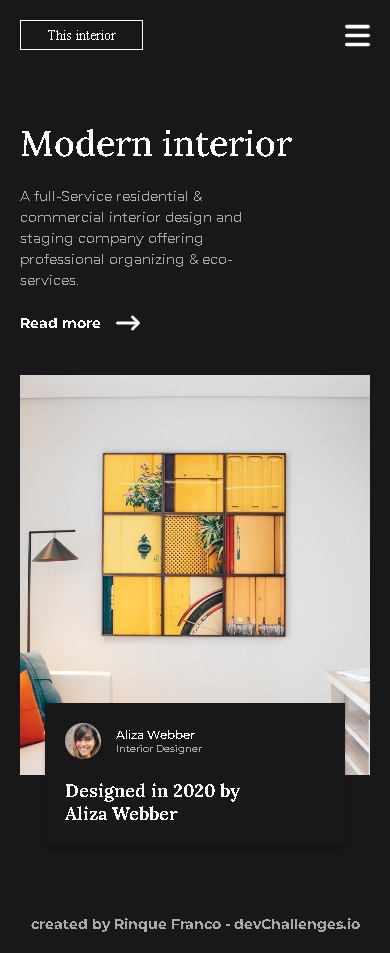 This interior
Modern interior
A full-Service residential &
commercial interior design and
staging company offering
professional organizing & eco-
services.
Read more
Aliza Webber
Interior Designer
Designed in 2020 by
Aliza Webber
created by Rinque Franco - devChallenges.io